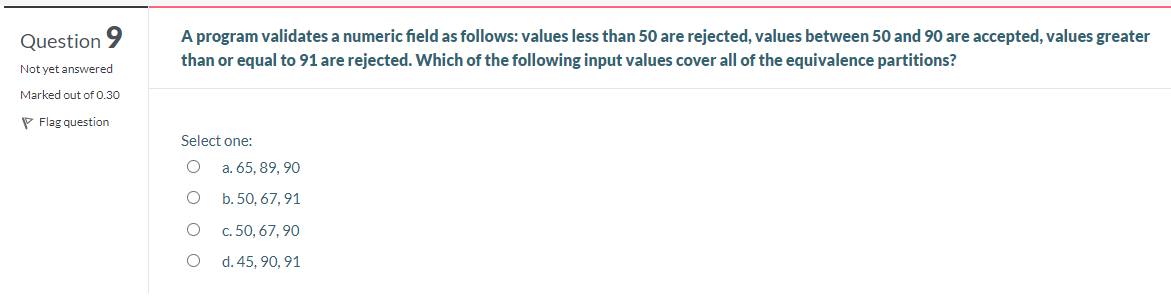 Question 9
Not yet answered
Marked out of 0.30
Flag question
A program validates a numeric field as follows: values less than 50 are rejected, values between 50 and 90 are accepted, values greater
than or equal to 91 are rejected. Which of the following input values cover all of the equivalence partitions?
Select one:
a. 65, 89, 90
b. 50, 67, 91
c. 50, 67, 90
d. 45, 90, 91